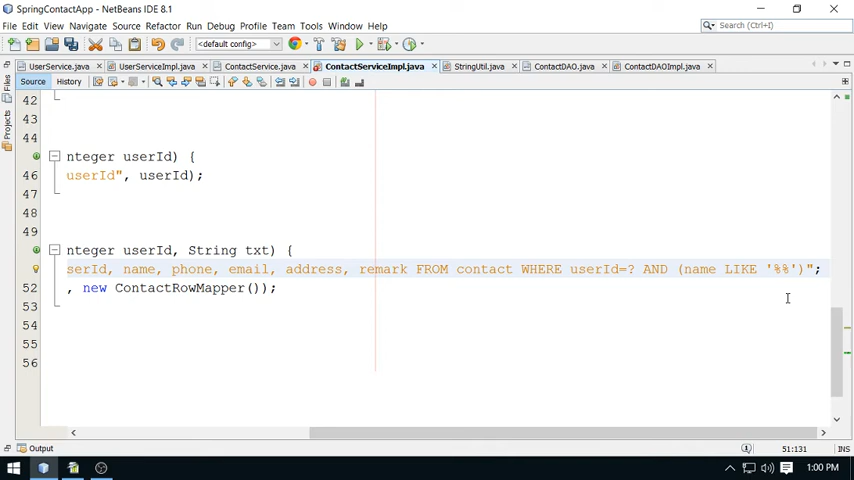 SpringContactApp - NetBeans IDE 8.1
File Edit View Navigate Source Refactor Run Debug Profile Team Tools Window Help
<default config>
Search (Ctrl+I)
UserService.java UserServiceImpl.java ContactService.java ContactServiceImpl.java StringUtil.java ContactDAO.java ContactDAOImpl.java
Source History
Files
Projects
42
43
44
nteger userId) {
46 userId", userId);
47
48
49
nteger userId, String txt) {
serId, name, phone, email, address, remark FROM contact WHERE userId=? AND (name LIKE '%%')";
52 , new ContactRowMapper());
53
54
55
56
Output
51:131 INS
1:00 PM